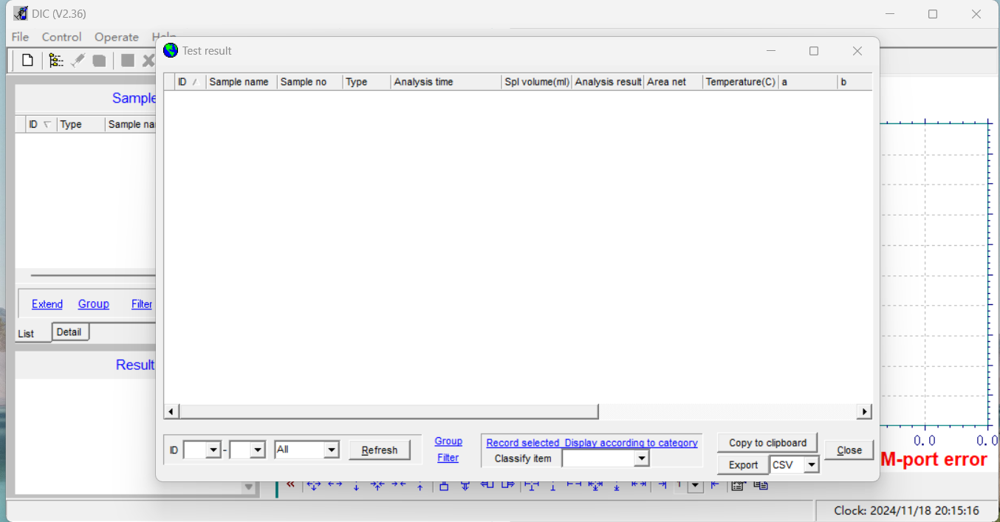 DIC (V2.36)
File Control Operate Help
Test result
ID Sample name Sample no Type Analysis time Spl volume(ml) Analysis result Area net Temperature(C) a b
Sample
ID Type Sample na
Extend Group Filter
List Detail
Result
ID - All Refresh
Group
Filter
Record selected Display according to category
Classify item
Copy to clipboard
Export CSV
Close
0.0 0.0
M-port error
1
Clock: 2024/11/18 20:15:16